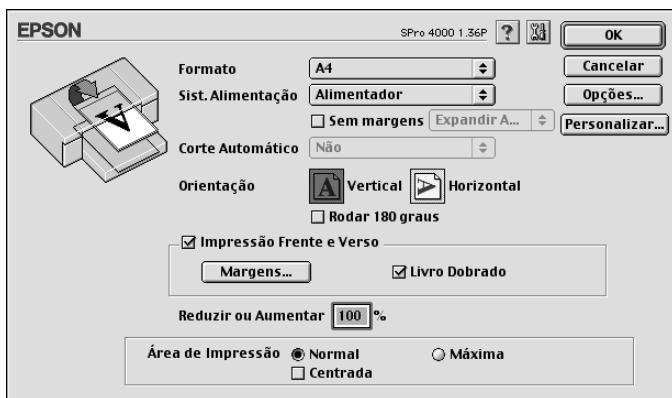 EPSON SPro 4000 1.36P ? OK
Formato A4 Cancelar
Sist. Alimentação Alimentador Opções...
Sem margens Expandir A... Personalizar...
Corte Automático Não
Orientação Vertical Horizontal
Rodar 180 graus
Impressão Frente e Verso
Margens... Livro Dobrado
Reduzir ou Aumentar 100 %
Área de Impressão Normal Máxima
Centrada